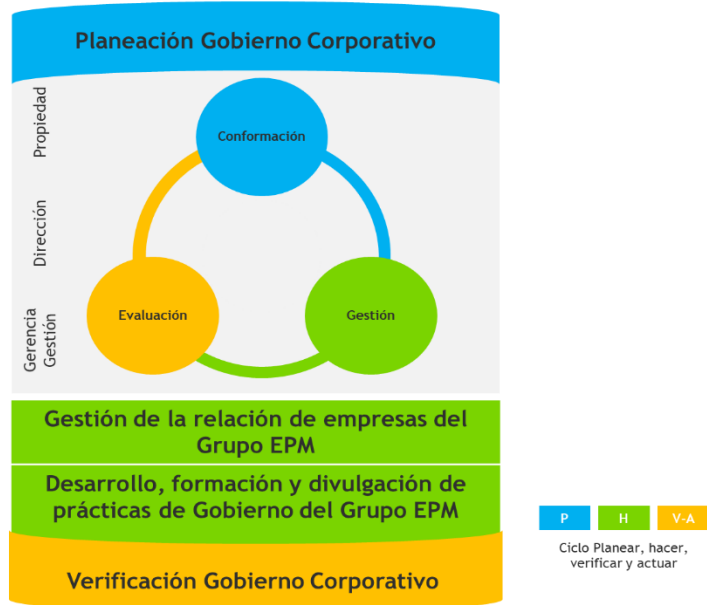 Planeación Gobierno Corporativo
Propiedad
Conformación
Dirección
Evaluación
Gestión
Gerencia
Gestión
Gestión de la relación de empresas del
Grupo EPM
Desarrollo, formación y divulgación de
prácticas de Gobierno del Grupo EPM
P
H
V-A
Ciclo Planear, hacer,
verificar y actuar
Verificación Gobierno Corporativo